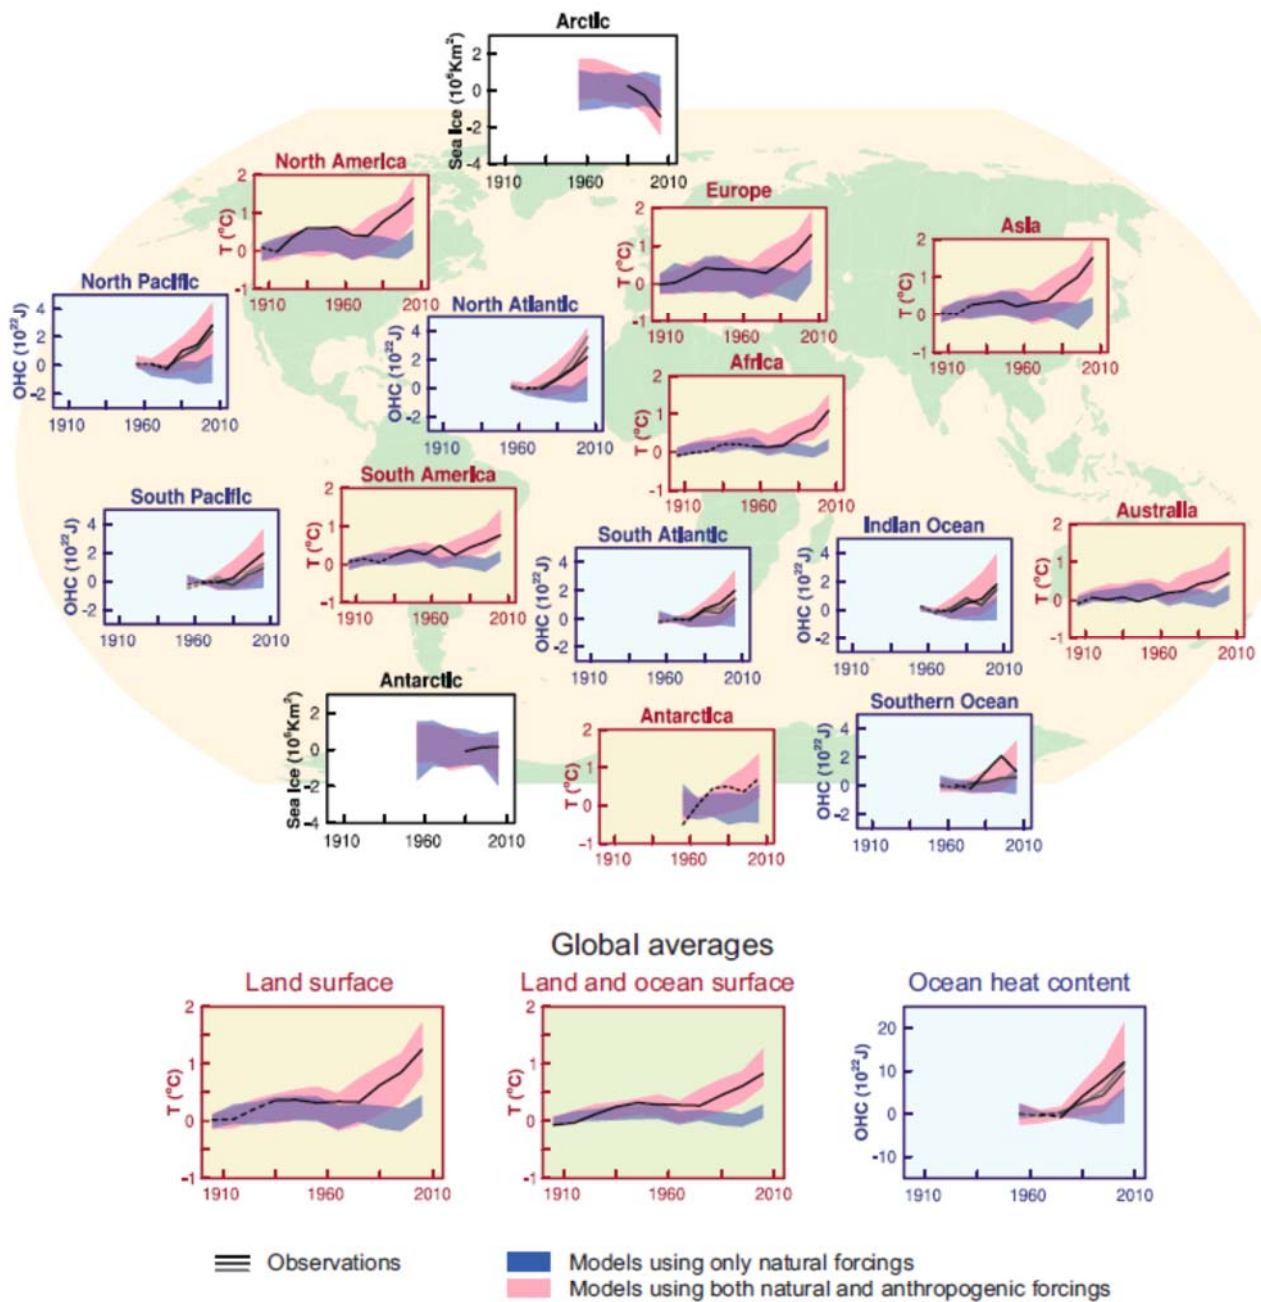 Arctic
Sea Ice (10⁶Km²)
2
0
-2
-4
1910 1960 2010
North America
T (°C)
2
1
0
-1
1910 1960 2010
Europe
T (°C)
2
1
0
-1
1910 1960 2010
Asia
T (°C)
2
1
0
-1
1910 1960 2010
North Pacific
OHC (10²²J)
4
2
0
-2
1910 1960 2010
North Atlantic
OHC (10²²J)
4
2
0
-2
1910 1960 2010
Africa
T (°C)
2
1
0
-1
1910 1960 2010
South Pacific
OHC (10²²J)
4
2
0
-2
1910 1960 2010
South America
T (°C)
2
1
0
-1
1910 1960 2010
South Atlantic
OHC (10²²J)
4
2
0
-2
1910 1960 2010
Indian Ocean
OHC (10²²J)
4
2
0
-2
1910 1960 2010
Australia
T (°C)
2
1
0
-1
1910 1960 2010
Antarctic
Sea Ice (10⁶Km²)
2
0
-2
-4
1910 1960 2010
Antarctica
T (°C)
2
1
0
-1
1910 1960 2010
Southern Ocean
OHC (10²²J)
4
2
0
-2
1910 1960 2010
Global averages
Land surface
T (°C)
2
1
0
-1
1910 1960 2010
Land and ocean surface
T (°C)
2
1
0
-1
1910 1960 2010
Ocean heat content
OHC (10²²J)
20
10
0
-10
1910 1960 2010
Observations
Models using only natural forcings
Models using both natural and anthropogenic forcings